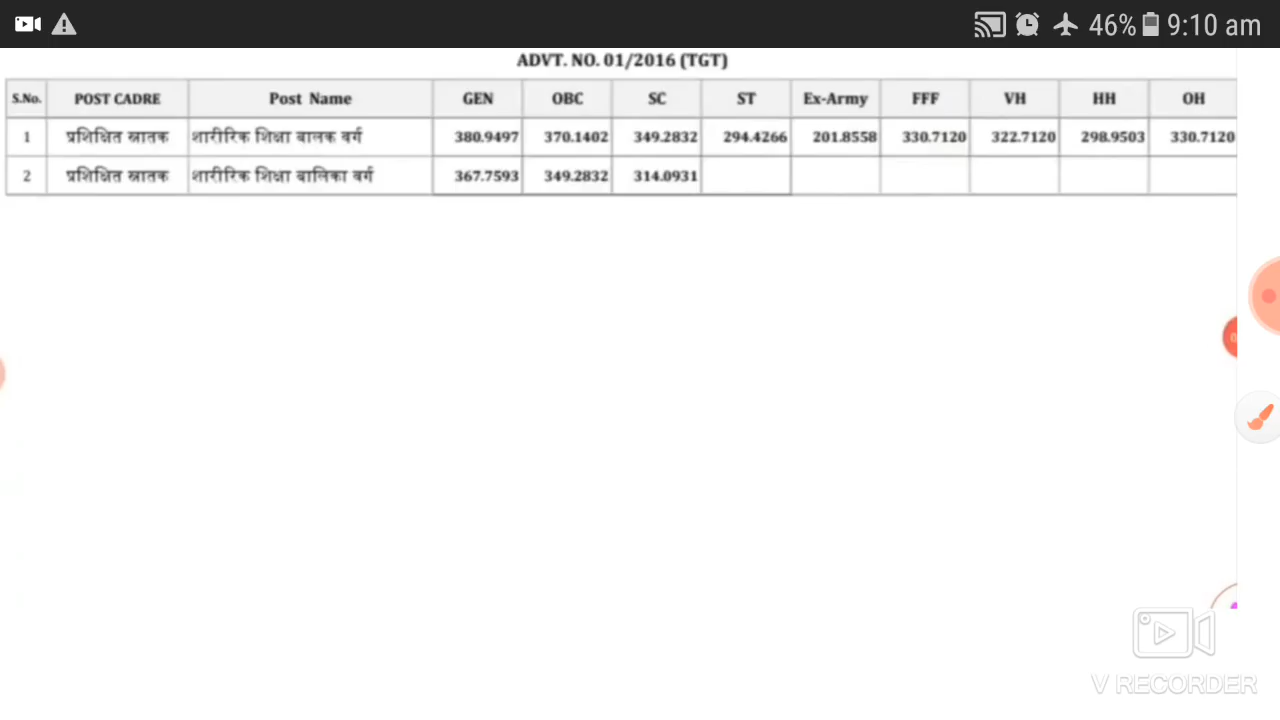 46% 9:10 am
ADVT. NO. 01/2016 (TGT)
S.No. POST CADRE Post Name GEN OBC SC ST Ex-Army FFF VH HH OH
1 प्रशिक्षित स्नातक शारीरिक शिक्षा बालक वर्ग 380.9497 370.1402 349.2832 294.4266 201.8558 330.7120 322.7120 298.9503 330.7120
2 प्रशिक्षित स्नातक शारीरिक शिक्षा बालिका वर्ग 367.7593 349.2832 314.0931
V RECORDER